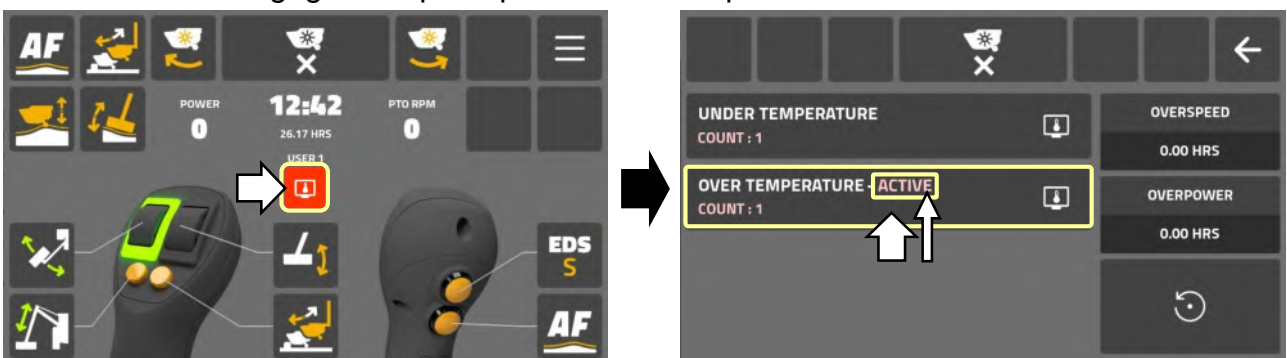 AF
POWER
12:42
PTO RPM
0
26.17 HRS
0
USER 1
EDS
S
AF
UNDER TEMPERATURE
COUNT : 1
OVER TEMPERATURE - ACTIVE
COUNT : 1
OVERSPEED
0.00 HRS
OVERPOWER
0.00 HRS